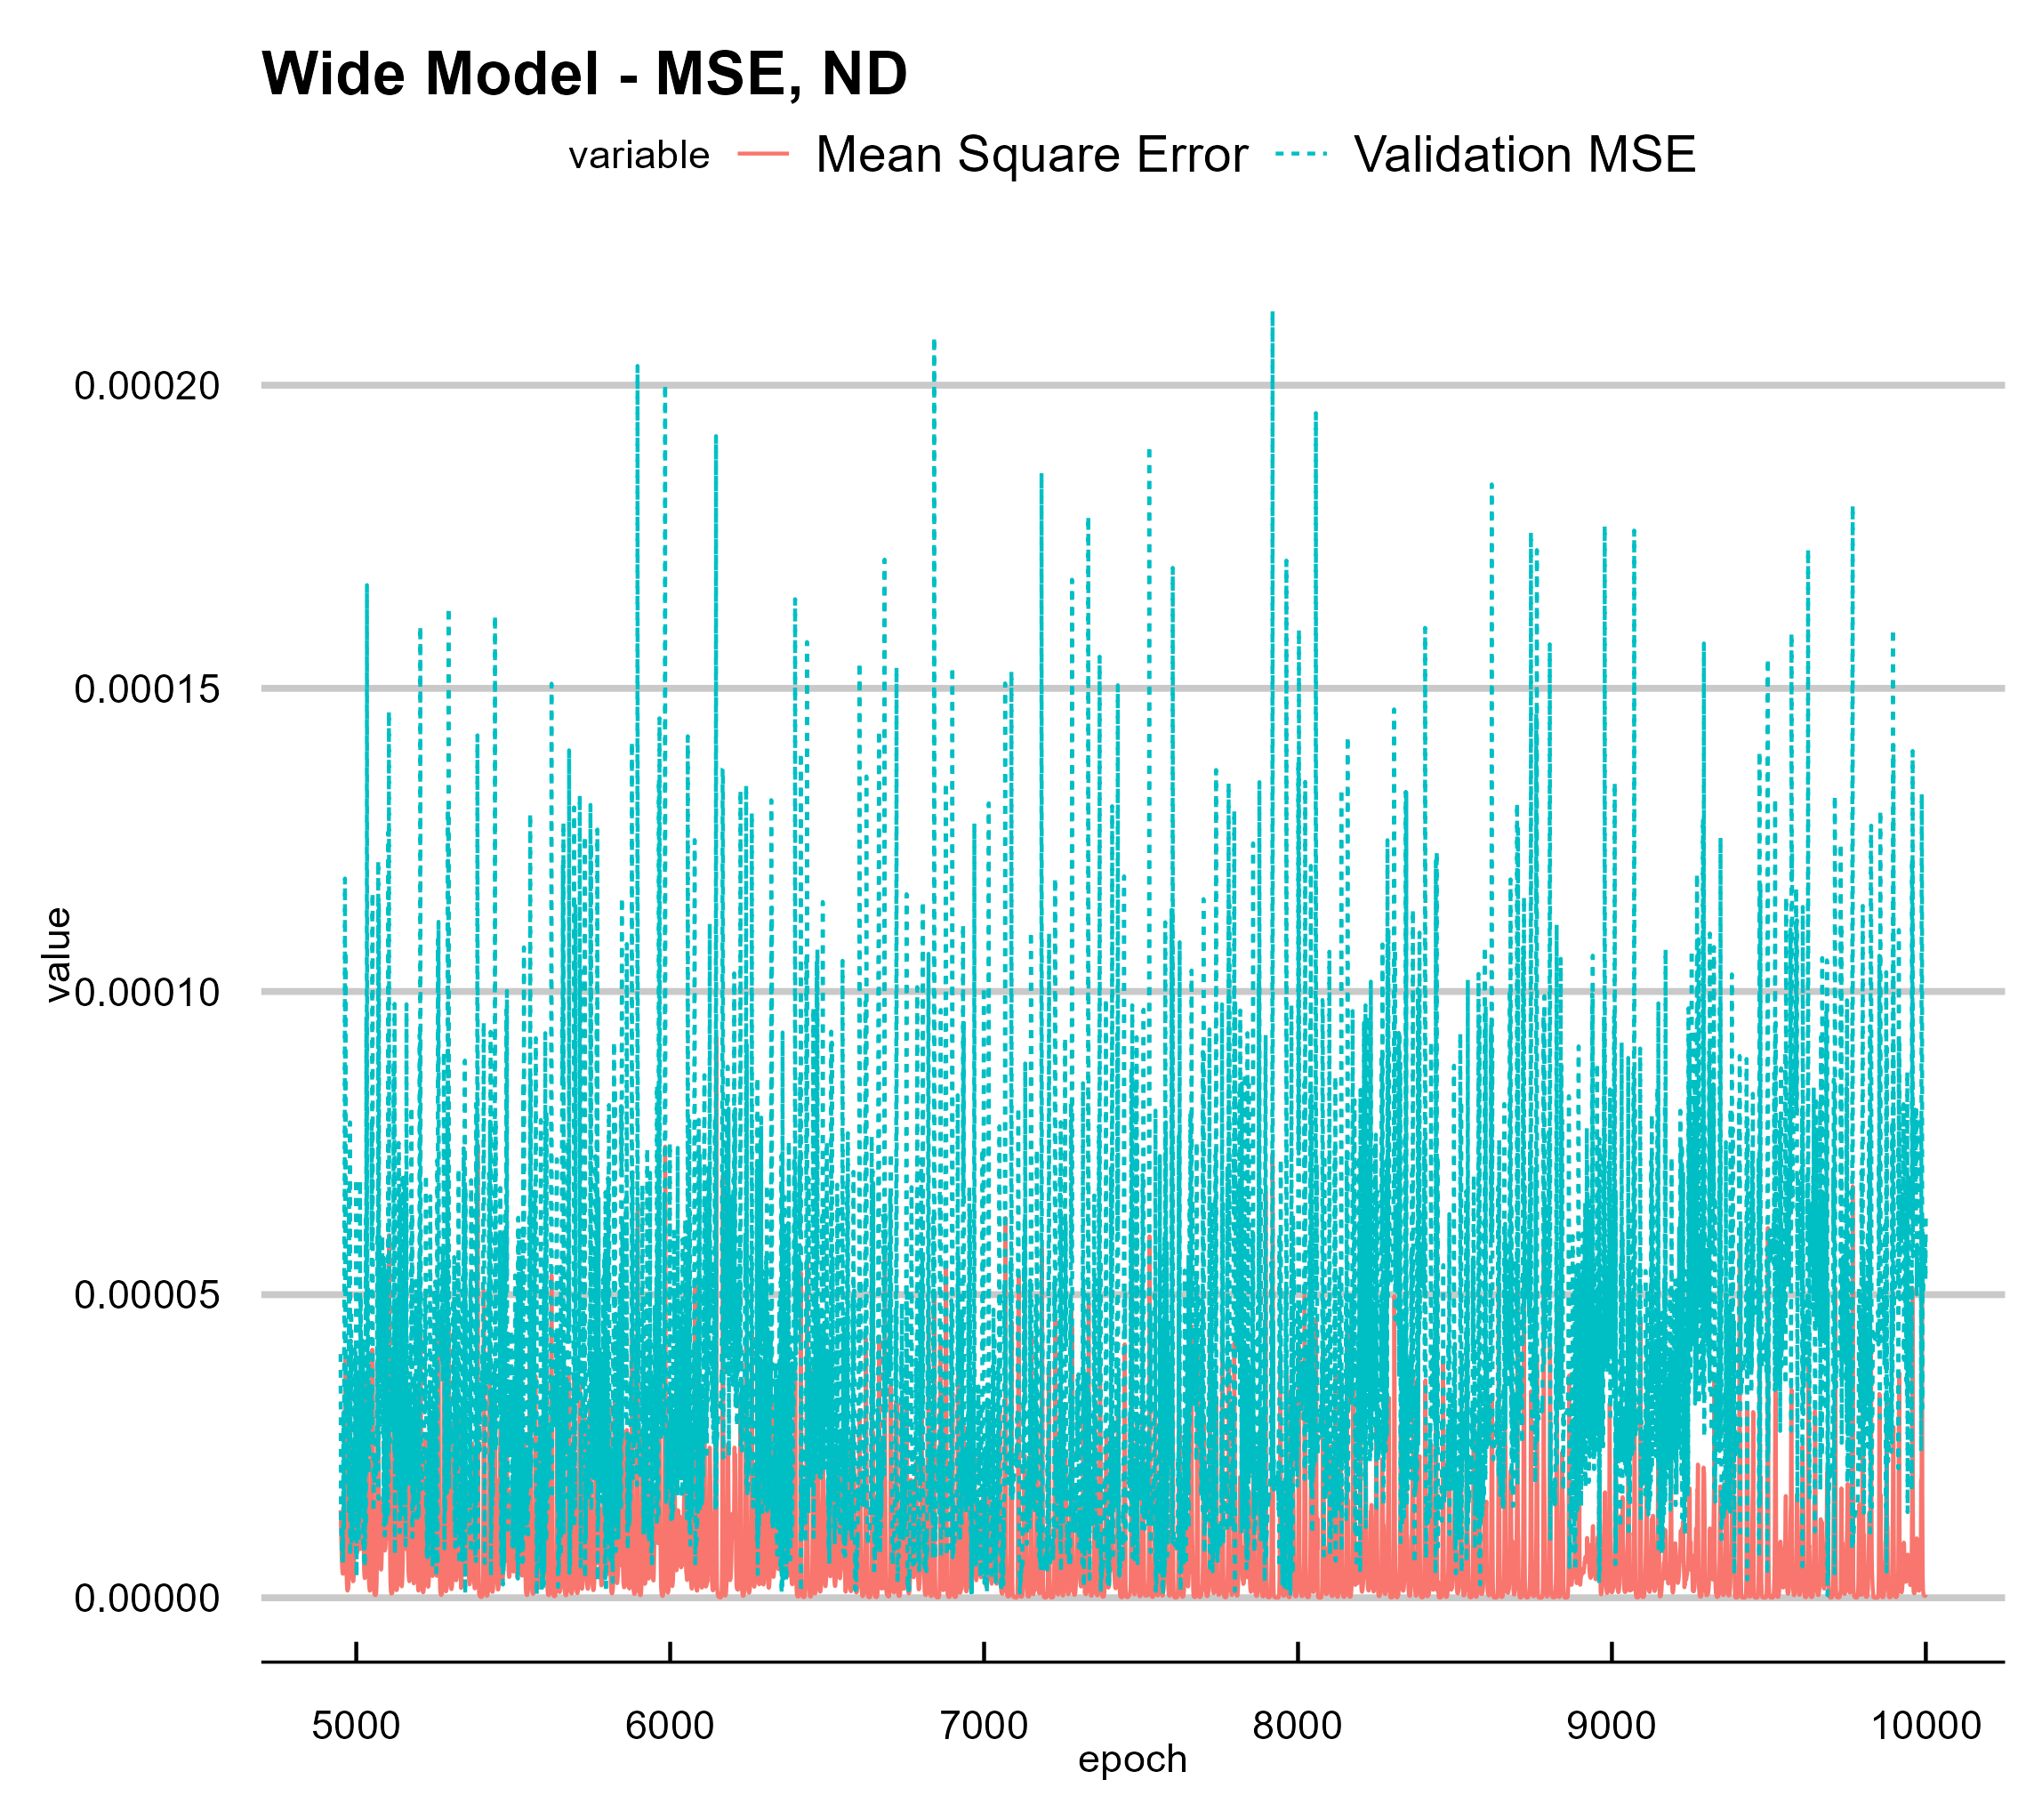 Wide Model - MSE, ND
variable Mean Square Error Validation MSE
0.00020
0.00015
0.00010
0.00005
0.00000
value
5000 6000 7000 8000 9000 10000
epoch